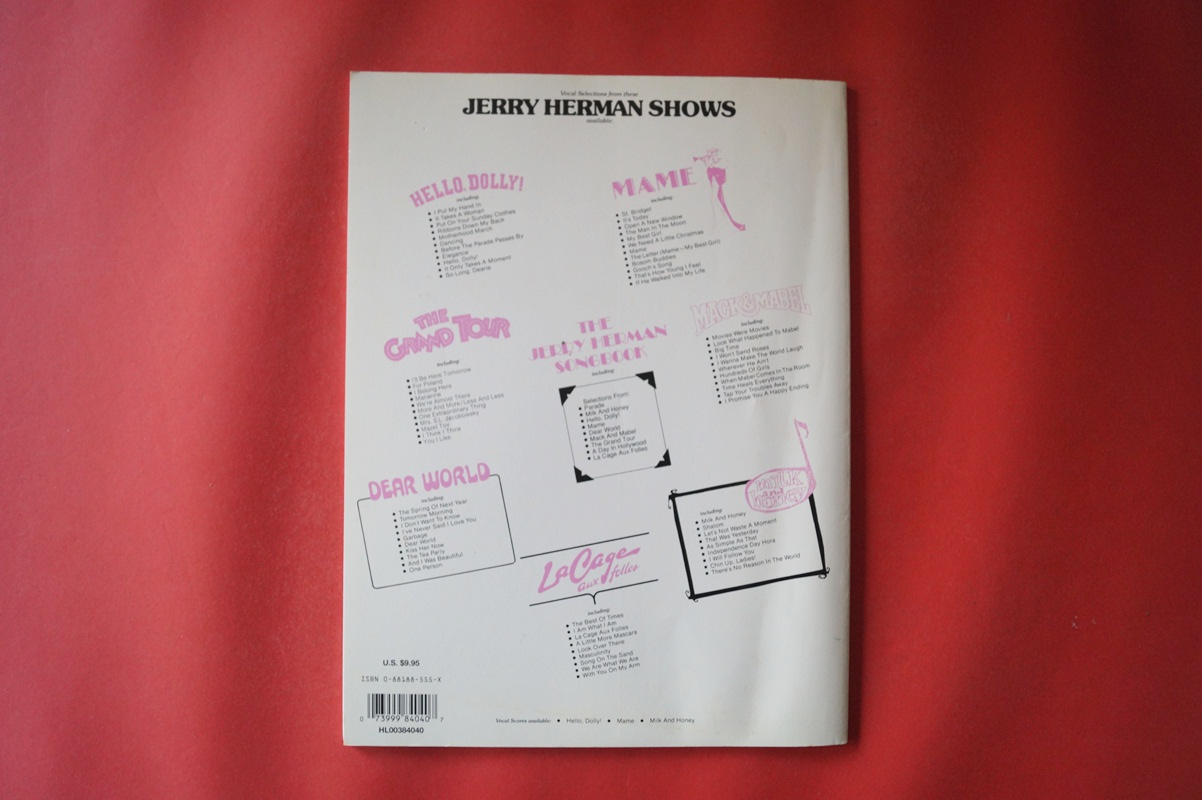 Vocal Selections from these
JERRY HERMAN SHOWS
available:
HELLO, DOLLY!
including:
• I Put My Hand In
• It Takes A Woman
• Put On Your Sunday Clothes
• Ribbons Down My Back
• Motherhood March
• Dancing
• Before The Parade Passes By
• Elegance
• Hello, Dolly!
• It Only Takes A Moment
• So Long, Dearie
MAME
including:
• St. Bridget
• It's Today
• Open A New Window
• The Man In The Moon
• My Best Girl
• We Need A Little Christmas
• Mame
• The Letter (Mame—My Best Girl)
• Bosom Buddies
• Gooch's Song
• That's How Young I Feel
• If He Walked Into My Life
THE
GRAND TOUR
including:
• I'll Be Here Tomorrow
• For Poland
• I Belong Here
• Marianne
• We're Almost There
• More And More/Less And Less
• One Extraordinary Thing
• Mrs. S.L. Jacobowsky
• Mazel Tov
• I Think I Think
• You I Like
THE
JERRY HERMAN
SONGBOOK
including:
Selections From:
• Parade
• Milk And Honey
• Hello, Dolly!
• Mame
• Dear World
• Mack And Mabel
• The Grand Tour
• A Day In Hollywood
• La Cage Aux Folles
MACK & MABEL
including:
• Movies Were Movies
• Look What Happened To Mabel
• Big Time
• I Won't Send Roses
• I Wanna Make The World Laugh
• Wherever He Ain't
• Hundreds Of Girls
• When Mabel Comes In The Room
• Time Heals Everything
• Tap Your Troubles Away
• I Promise You A Happy Ending
DEAR WORLD
including:
• The Spring Of Next Year
• Tomorrow Morning
• I Don't Want To Know
• I've Never Said I Love You
• Garbage
• Dear World
• Kiss Her Now
• The Tea Party
• And I Was Beautiful
• One Person
La Cage
aux folles
including:
• The Best Of Times
• I Am What I Am
• La Cage Aux Folles
• A Little More Mascara
• Look Over There
• Masculinity
• Song On The Sand
• We Are What We Are
• With You On My Arm
MILK
AND
HONEY
including:
• Milk And Honey
• Shalom
• Let's Not Waste A Moment
• That Was Yesterday
• As Simple As That
• Independence Day Hora
• I Will Follow You
• Chin Up, Ladies!
• There's No Reason In The World
U.S. $9.95
ISBN 0-88188-555-X
0 73999 84040 7
HL00384040
Vocal Scores available: • Hello, Dolly! • Mame • Milk And Honey